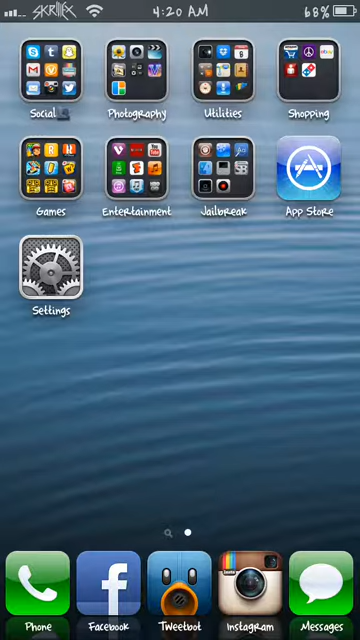 SKRILLEX 4:20 AM 68%
Social Photography Utilities Shopping
Games Entertainment Jailbreak App Store
Settings
Phone Facebook Tweetbot Instagram Messages